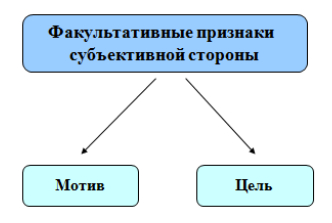 Факультативные признаки
субъективной стороны
Мотив
Цель